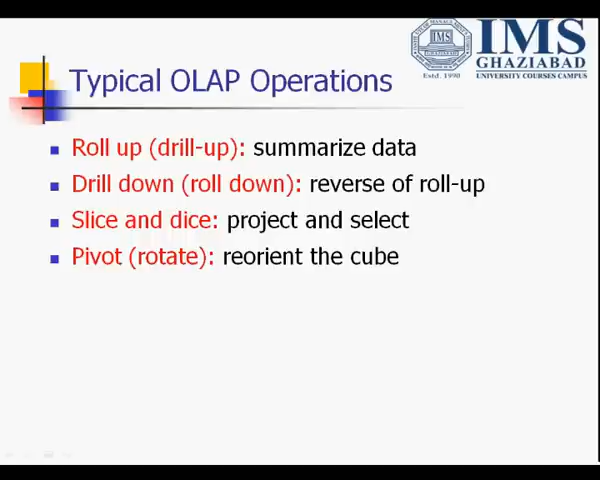 IMS
GHAZIABAD
UNIVERSITY COURSES CAMPUS
IMS
Estd. 1990
Typical OLAP Operations
Roll up (drill-up): summarize data
Drill down (roll down): reverse of roll-up
Slice and dice: project and select
Pivot (rotate): reorient the cube